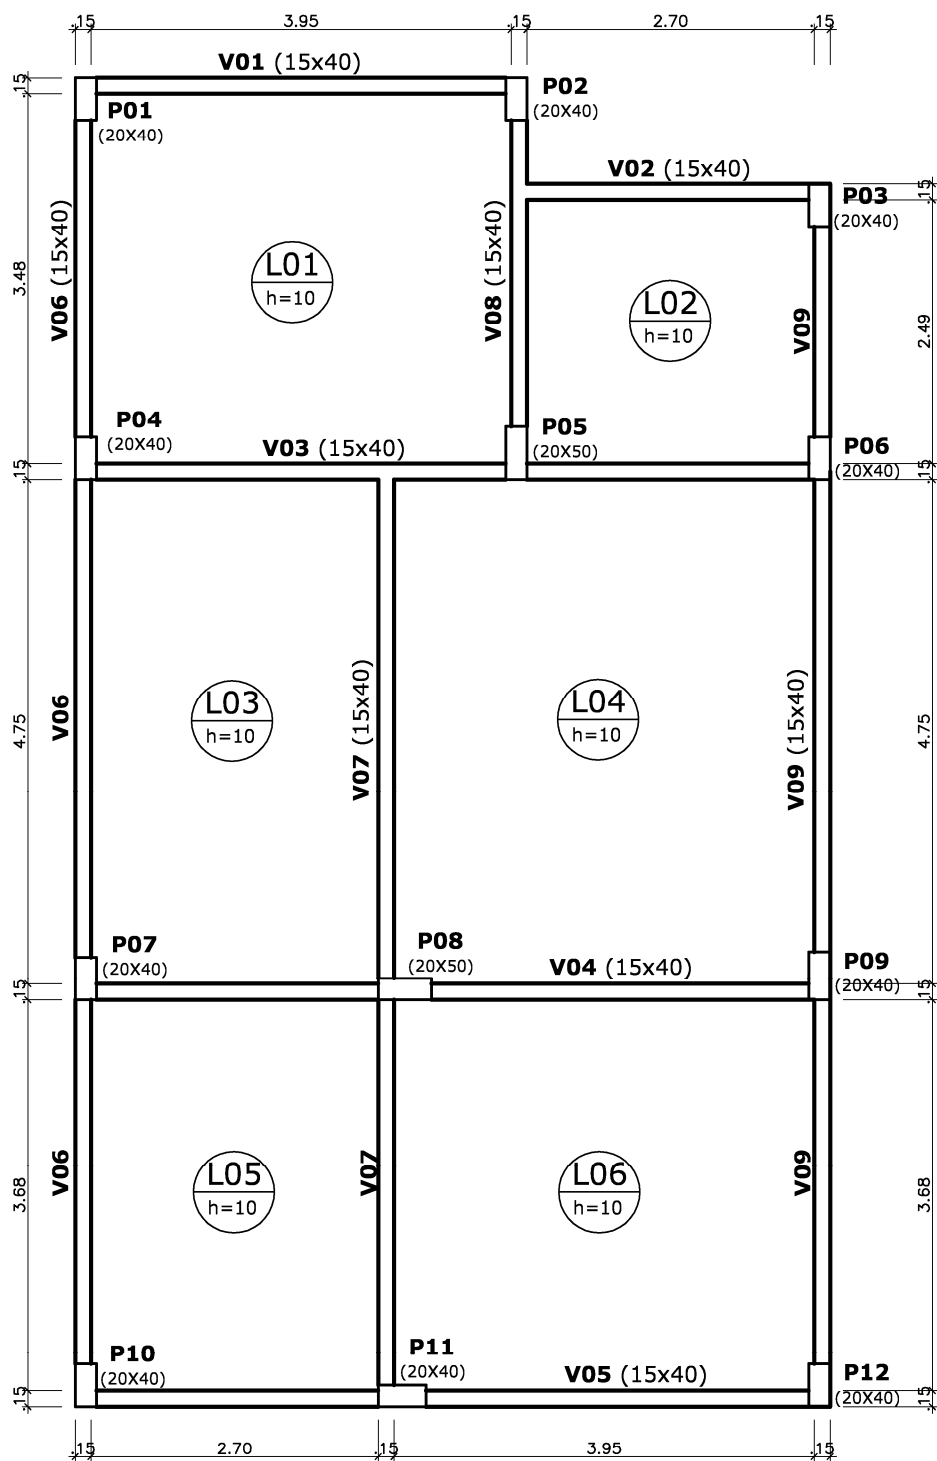 .15 3.95 .15 2.70 .15
V01 (15x40)
.15
P01
(20X40)
P02
(20X40)
V02 (15x40)
P03
(20X40)
.15
V06 (15x40)
3.48
L01
h=10
V08 (15x40)
L02
h=10
V09
2.49
P04
(20X40)
V03 (15x40)
P05
(20X50)
P06
(20X40)
.15
.15
V06
4.75
L03
h=10
V07 (15x40)
L04
h=10
V09 (15x40)
4.75
P07
(20X40)
P08
(20X50)
V04 (15x40)
P09
(20X40)
.15
.15
V06
3.68
L05
h=10
V07
L06
h=10
V09
3.68
P10
(20X40)
P11
(20X40)
V05 (15x40)
P12
(20X40)
.15
.15
.15 2.70 .15 3.95 .15